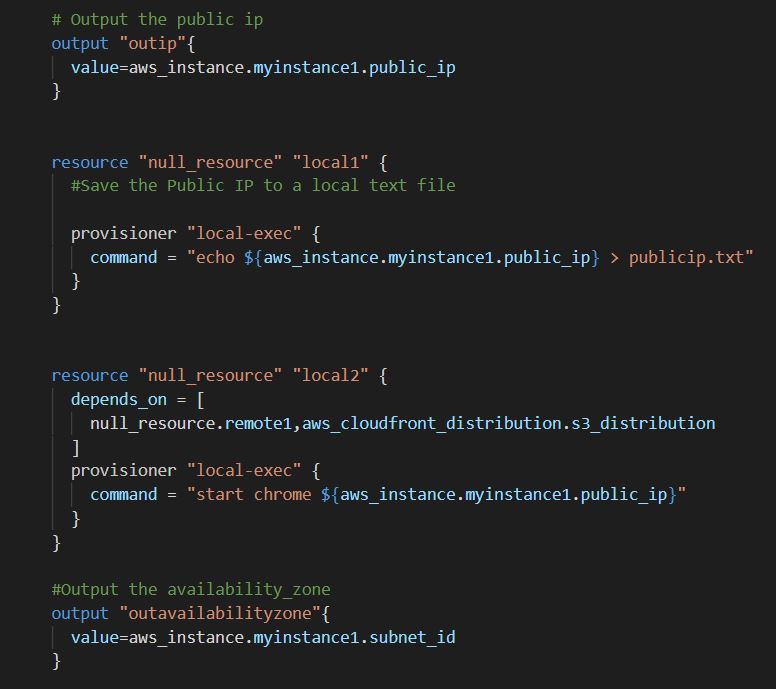 # Output the public ip
output "outip"{
  value=aws_instance.myinstance1.public_ip
}
resource "null_resource" "local1" {
  #Save the Public IP to a local text file
  provisioner "local-exec" {
    command = "echo ${aws_instance.myinstance1.public_ip} > publicip.txt"
  }
}
resource "null_resource" "local2" {
  depends_on = [
    null_resource.remote1,aws_cloudfront_distribution.s3_distribution
  ]
  provisioner "local-exec" {
    command = "start chrome ${aws_instance.myinstance1.public_ip}"
  }
}
#Output the availability_zone
output "outavailabilityzone"{
  value=aws_instance.myinstance1.subnet_id
}